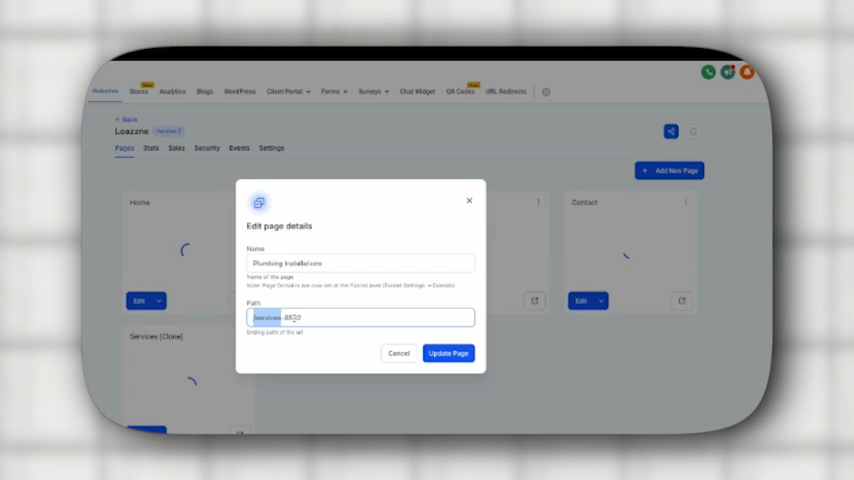 Websites Stores Analytics Blogs WordPress Client Portal Forms Surveys Chat Widget QR Codes URL Redirects
← Back
Loazzne Version 2
Pages Stats Sales Security Events Settings
+ Add New Page
Home
Contact
Edit
Edit
Services (Clone)
Edit page details
Name
Plumbing Installations
Name of the page
Note: Page Domains are now set at the Funnel level (Funnel Settings → Domain)
Path
Ending path of the url
Cancel Update Page